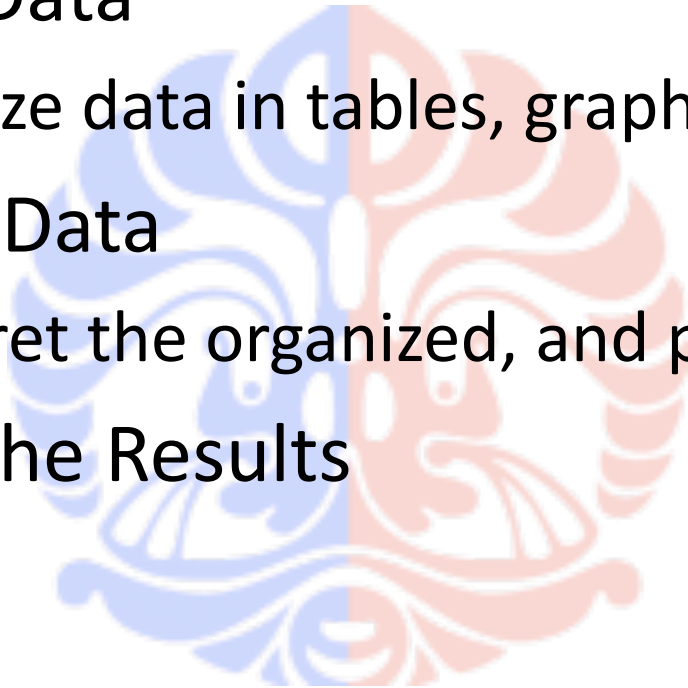 Data
ze data in tables, graph
Data
ret the organized, and p
he Results